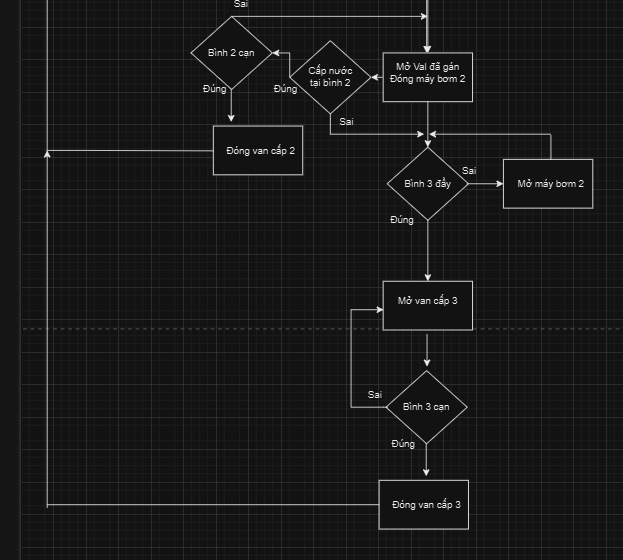 Sai
Bình 2 cạn
Cấp nước
tại bình 2
Mở Val đã gán
Đóng máy bơm 2
Đúng
Đúng
Sai
Đóng van cấp 2
Bình 3 đầy
Sai
Mở máy bơm 2
Đúng
Mở van cấp 3
Sai
Bình 3 cạn
Đúng
Đóng van cấp 3